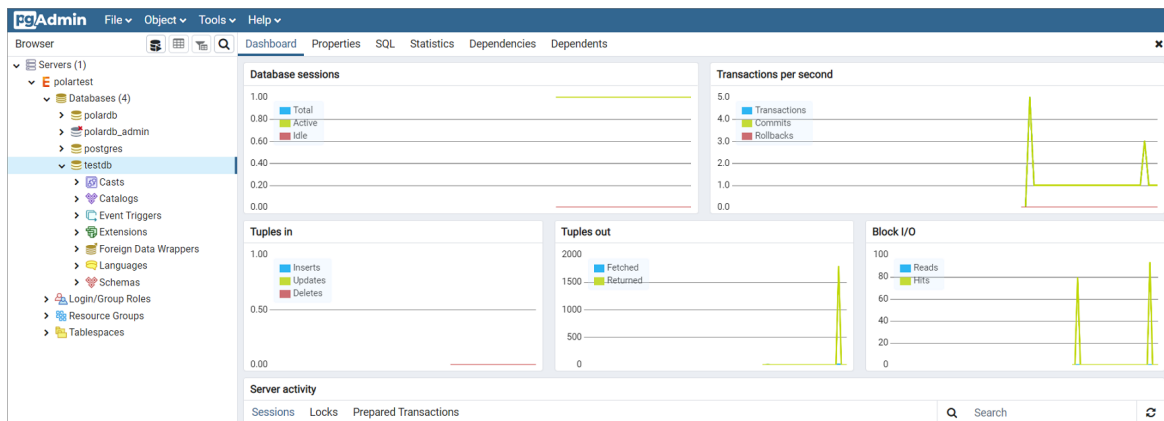 pgAdmin File Object Tools Help
Browser
Dashboard Properties SQL Statistics Dependencies Dependents
Servers (1)
polartest
Databases (4)
polardb
polardb_admin
postgres
testdb
Casts
Catalogs
Event Triggers
Extensions
Foreign Data Wrappers
Languages
Schemas
Login/Group Roles
Resource Groups
Tablespaces
Database sessions
1.00
0.80
0.60
0.40
0.20
0.00
Total
Active
Idle
Transactions per second
5.0
4.0
3.0
2.0
1.0
0.0
Transactions
Commits
Rollbacks
Tuples in
1.00
0.50
0.00
Inserts
Updates
Deletes
Tuples out
2000
1500
1000
500
0
Fetched
Returned
Block I/O
100
80
60
40
20
0
Reads
Hits
Server activity
Sessions Locks Prepared Transactions
Search